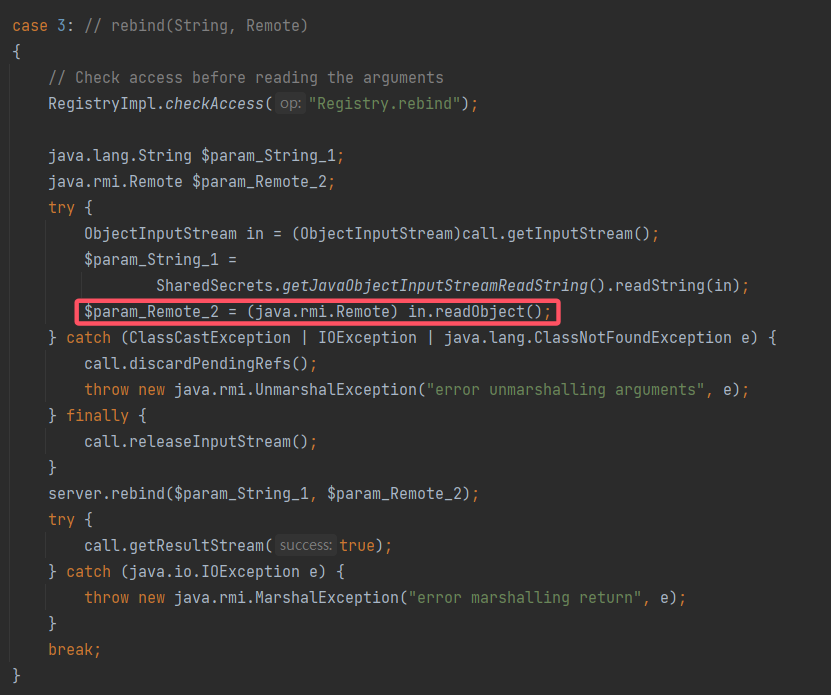 case 3: // rebind(String, Remote)
{
    // Check access before reading the arguments
    RegistryImpl.checkAccess( op: "Registry.rebind");

    java.lang.String $param_String_1;
    java.rmi.Remote $param_Remote_2;
    try {
        ObjectInputStream in = (ObjectInputStream)call.getInputStream();
        $param_String_1 =
                SharedSecrets.getJavaObjectInputStreamReadString().readString(in);
        $param_Remote_2 = (java.rmi.Remote) in.readObject();
    } catch (ClassCastException | IOException | java.lang.ClassNotFoundException e) {
        call.discardPendingRefs();
        throw new java.rmi.UnmarshalException("error unmarshalling arguments", e);
    } finally {
        call.releaseInputStream();
    }
    server.rebind($param_String_1, $param_Remote_2);
    try {
        call.getResultStream( success: true);
    } catch (java.io.IOException e) {
        throw new java.rmi.MarshalException("error marshalling return", e);
    }
    break;
}